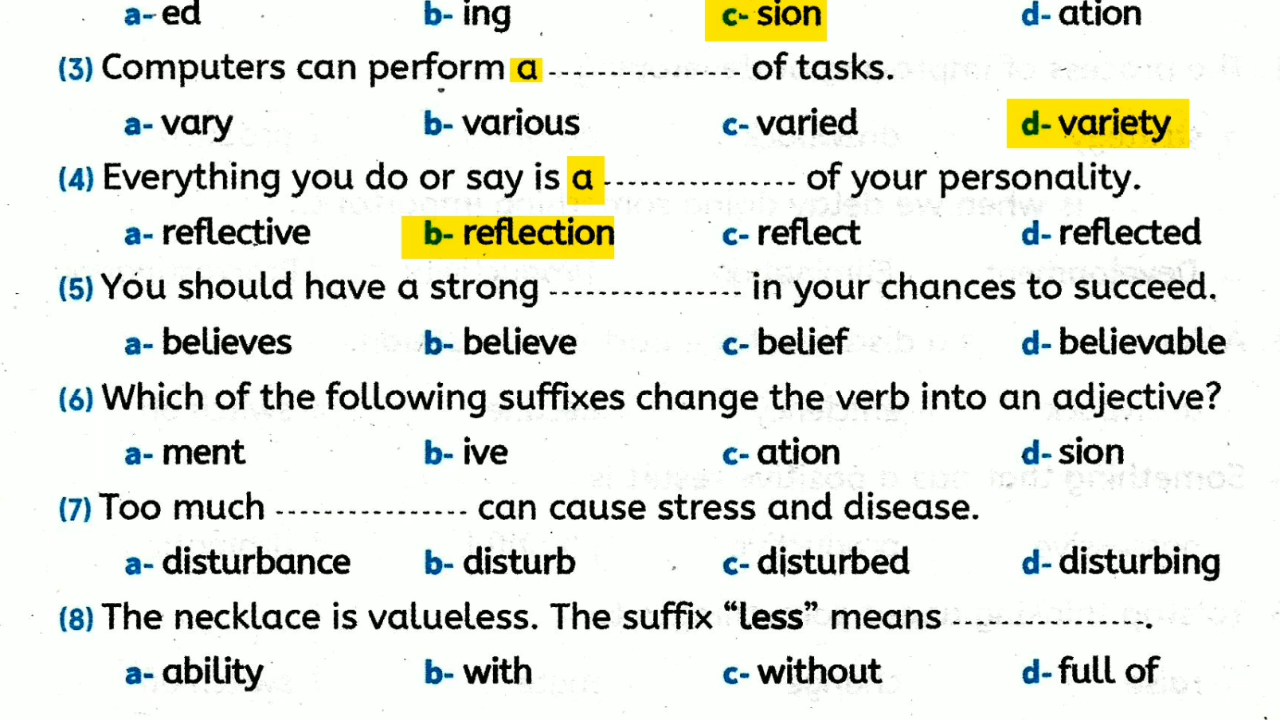 a- ed b- ing c- sion d- ation
(3) Computers can perform a ---------------- of tasks.
a- vary b- various c- varied d- variety
(4) Everything you do or say is a ---------------- of your personality.
a- reflective b- reflection c- reflect d- reflected
(5) You should have a strong ---------------- in your chances to succeed.
a- believes b- believe c- belief d- believable
(6) Which of the following suffixes change the verb into an adjective?
a- ment b- ive c- ation d- sion
(7) Too much ---------------- can cause stress and disease.
a- disturbance b- disturb c- disturbed d- disturbing
(8) The necklace is valueless. The suffix “less” means ----------------.
a- ability b- with c- without d- full of